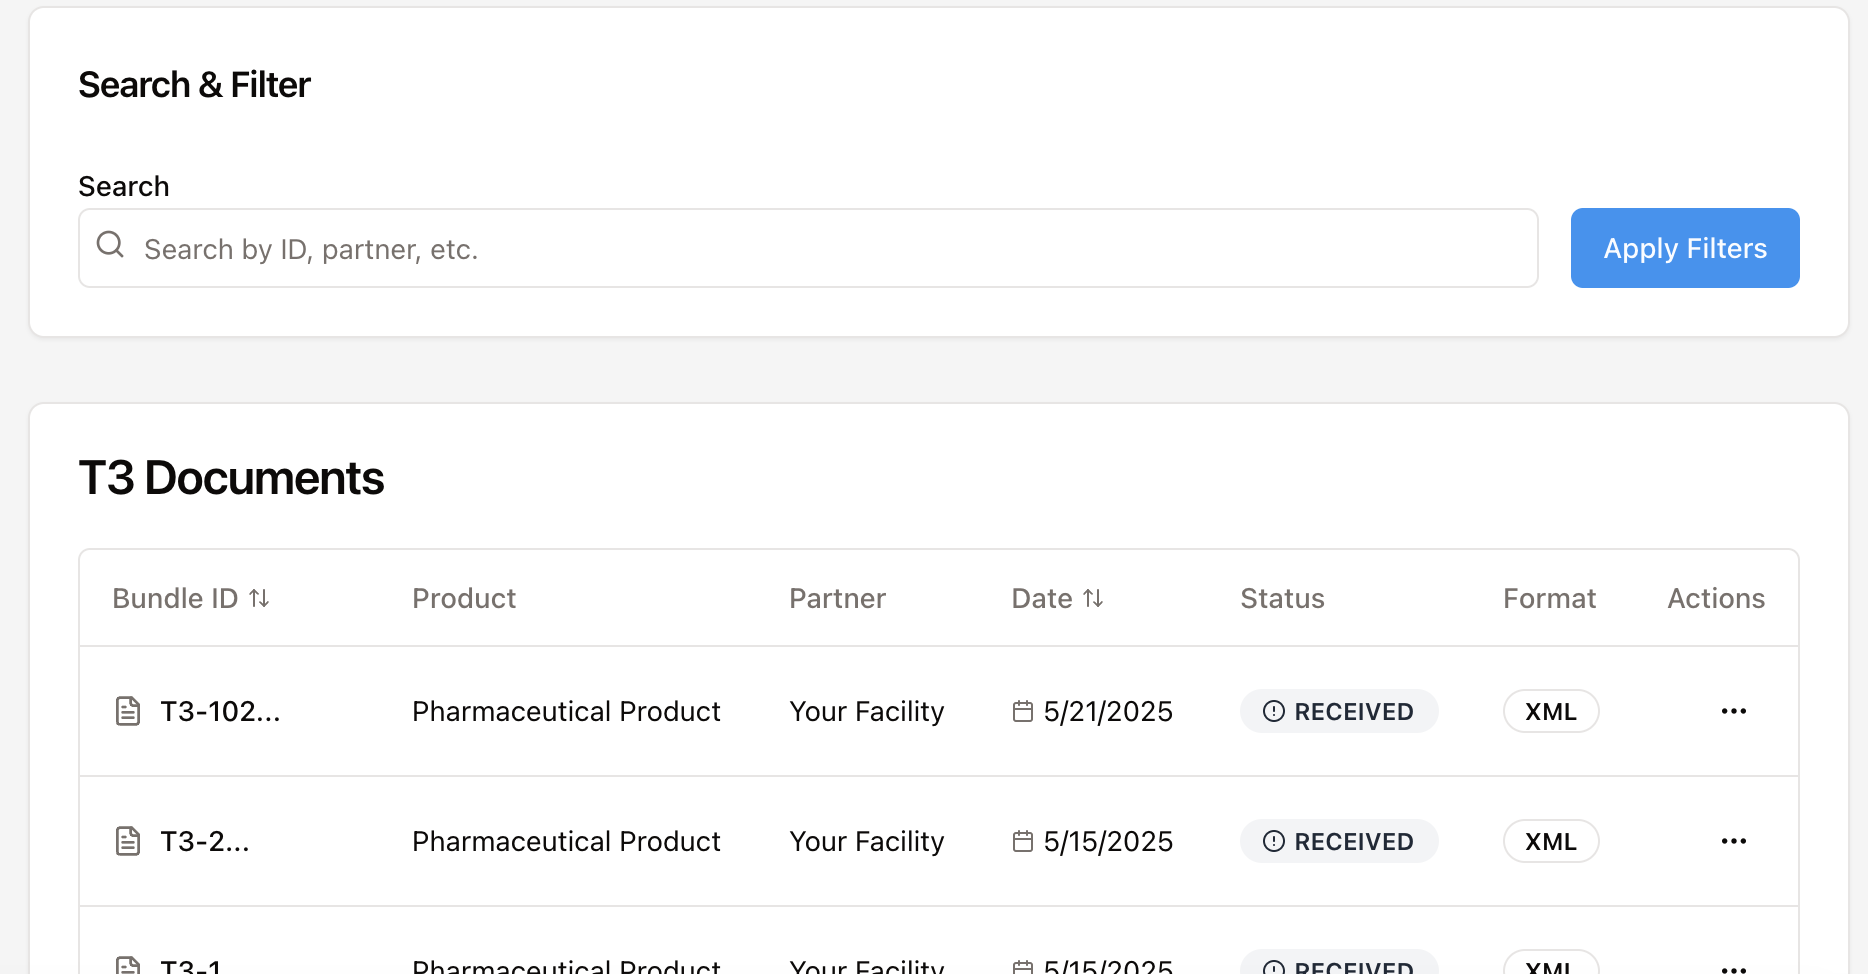 Search & Filter
Search
Search by ID, partner, etc.
Apply Filters
T3 Documents
Bundle ID Product Partner Date Status Format Actions
T3-102... Pharmaceutical Product Your Facility 5/21/2025 RECEIVED XML
T3-2... Pharmaceutical Product Your Facility 5/15/2025 RECEIVED XML
T3-1 Pharmaceutical Product Your Facility 5/15/2025 RECEIVED XML